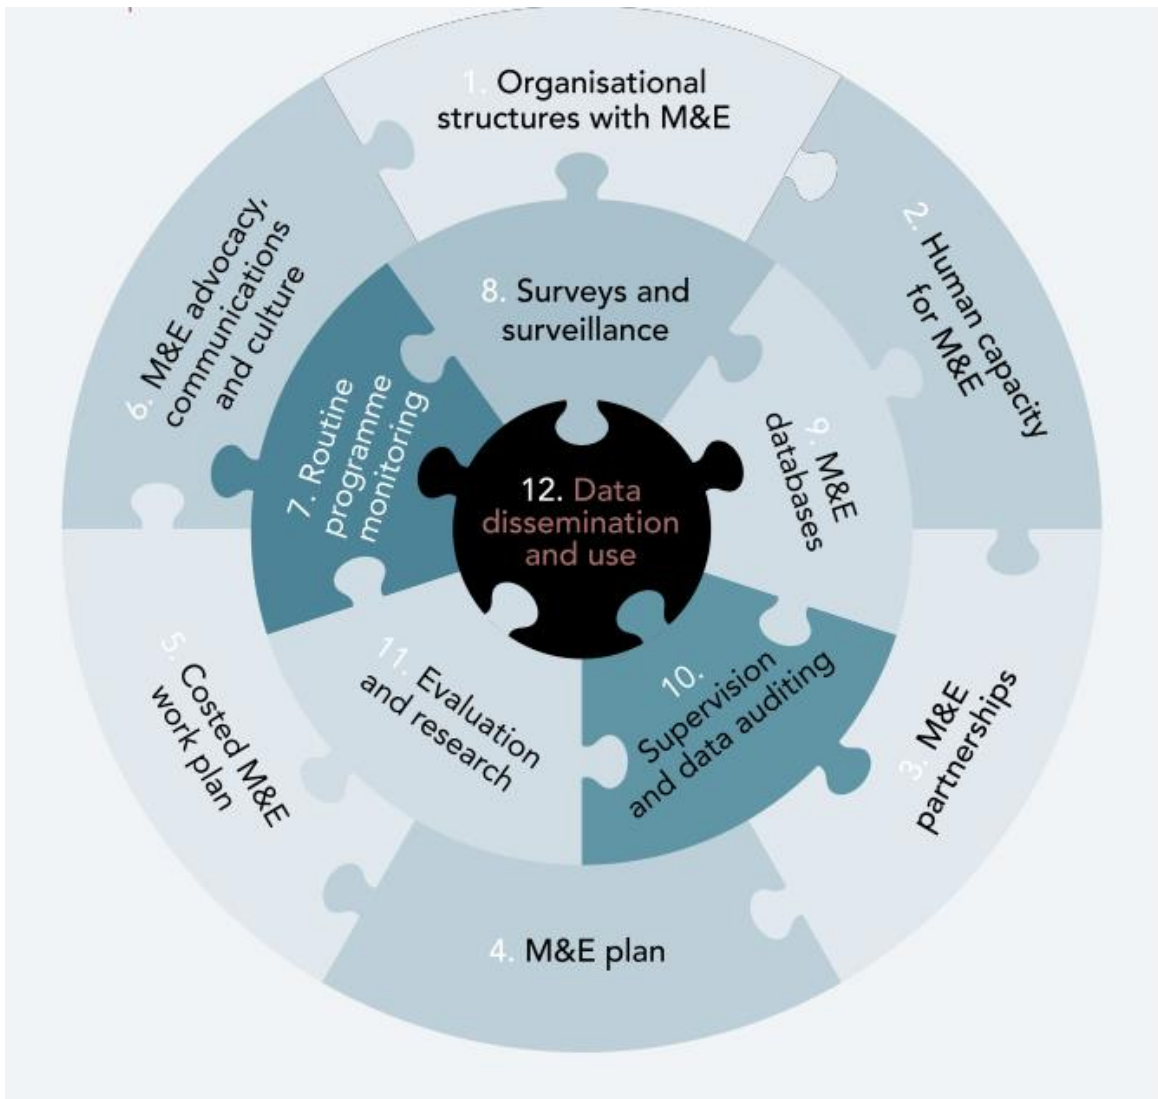 1. Organisational
structures with M&E
2. Human capacity
for M&E
3. M&E
partnerships
4. M&E plan
5. Costed M&E
work plan
6. M&E advocacy,
communications
and culture
7. Routine
programme
monitoring
8. Surveys and
surveillance
9. M&E
databases
10.
Supervision
and data auditing
11. Evaluation
and research
12. Data
dissemination
and use